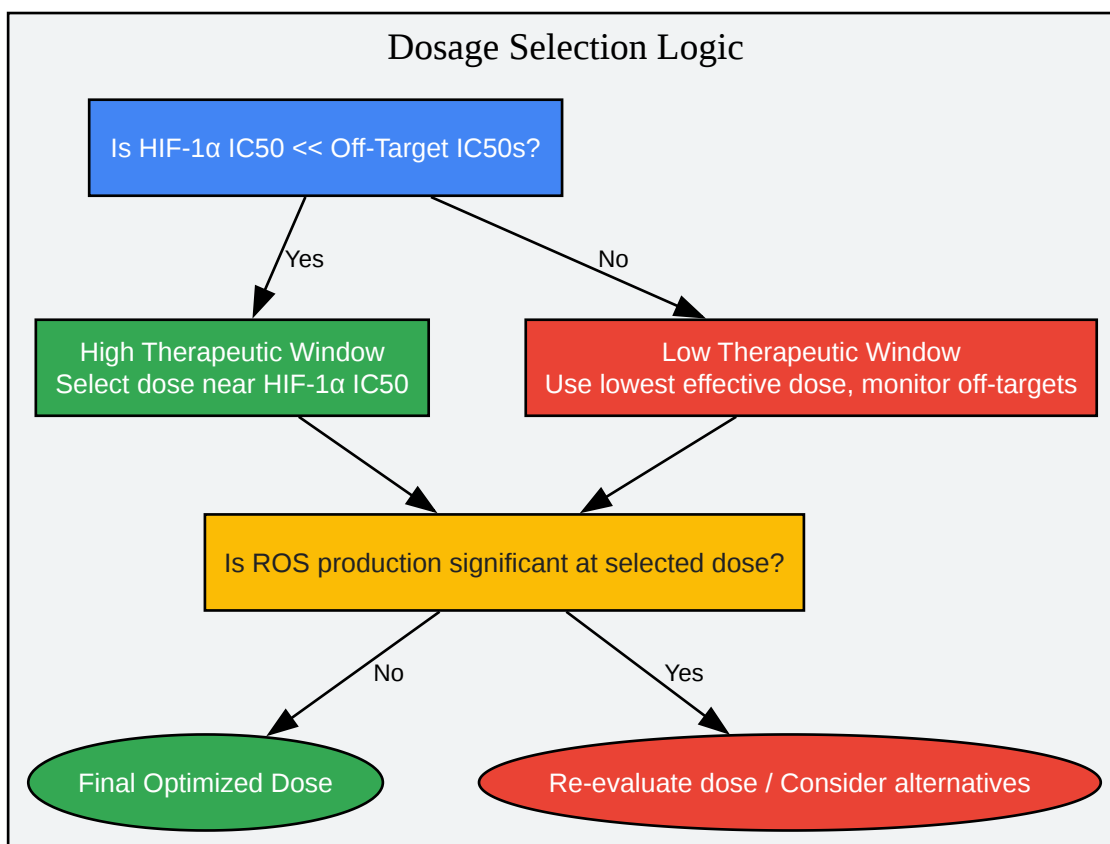 Dosage Selection Logic
Is HIF-1α IC50 << Off-Target IC50s?
Yes
No
High Therapeutic Window
Select dose near HIF-1α IC50
Low Therapeutic Window
Use lowest effective dose, monitor off-targets
Is ROS production significant at selected dose?
No
Yes
Final Optimized Dose
Re-evaluate dose / Consider alternatives